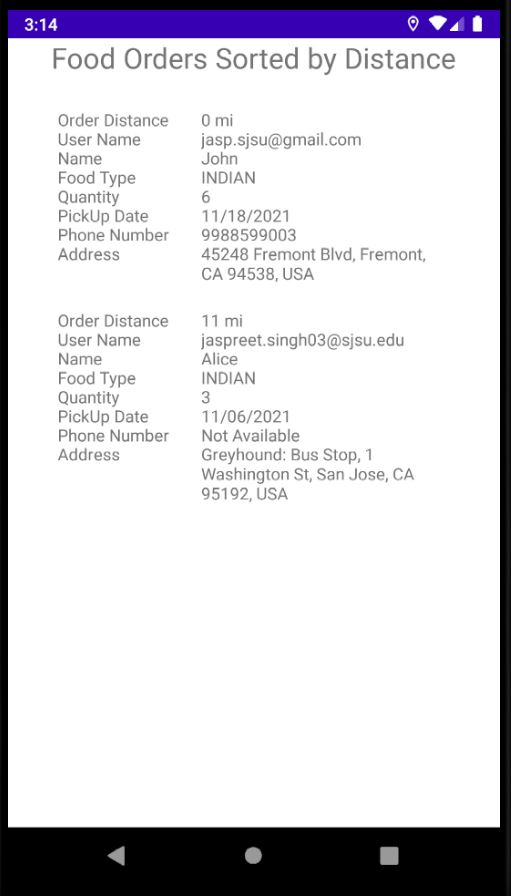 3:14
Food Orders Sorted by Distance
Order Distance 0 mi
User Name jasp.sjsu@gmail.com
Name John
Food Type INDIAN
Quantity 6
PickUp Date 11/18/2021
Phone Number 9988599003
Address 45248 Fremont Blvd, Fremont,
CA 94538, USA
Order Distance 11 mi
User Name jaspreet.singh03@sjsu.edu
Name Alice
Food Type INDIAN
Quantity 3
PickUp Date 11/06/2021
Phone Number Not Available
Address Greyhound: Bus Stop, 1
Washington St, San Jose, CA
95192, USA